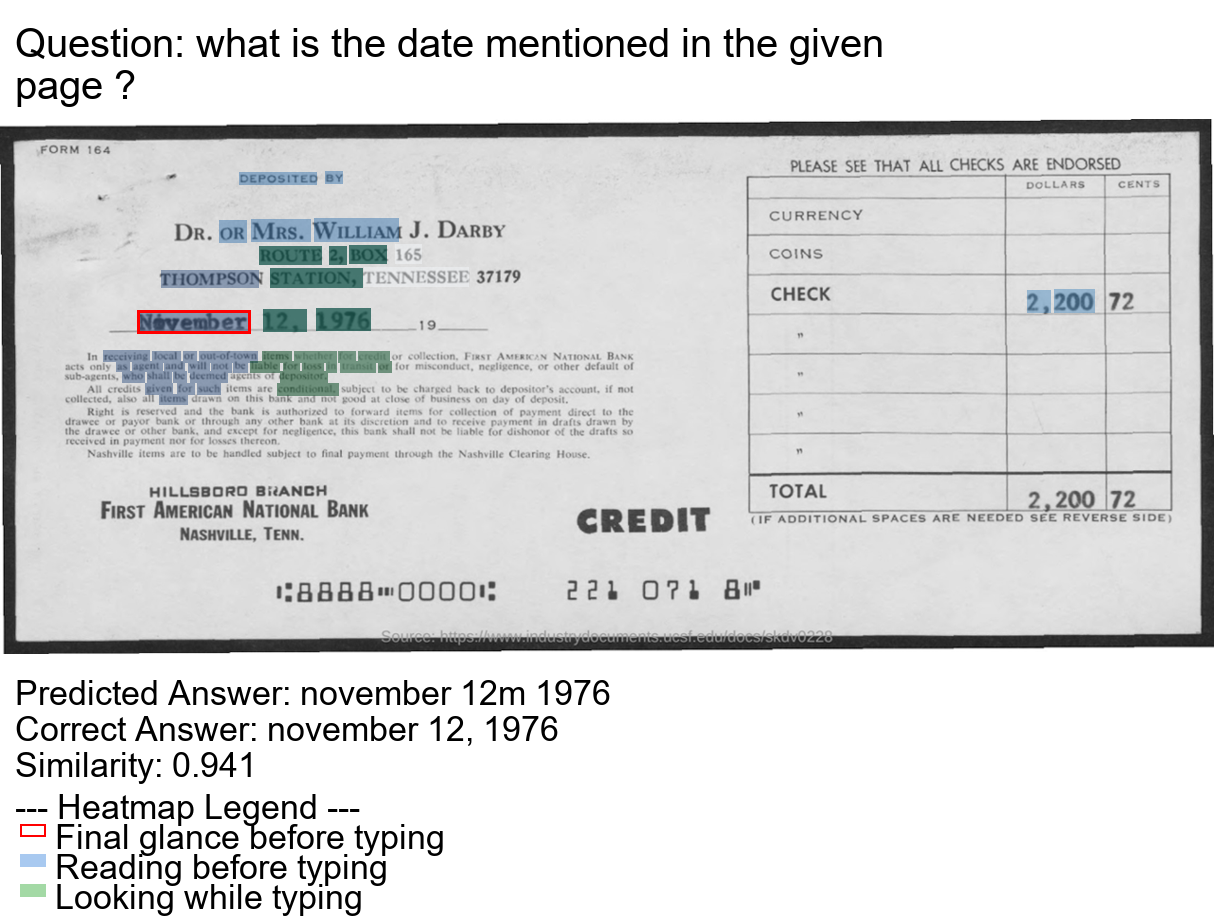 Question: what is the date mentioned in the given
page ?
FORM 164
DEPOSITED BY
DR. OR MRS. WILLIAM J. DARBY
ROUTE 2, BOX 165
THOMPSON STATION, TENNESSEE 37179
November 12, 1976 19
In receiving local or out-of-town items whether for credit or collection, FIRST AMERICAN NATIONAL BANK
acts only as agent and will not be liable for loss in transit or for misconduct, negligence, or other default of
sub-agents, who shall be deemed agents of depositor.
All credits given for such items are conditional, subject to be charged back to depositor's account, if not
collected, also all items drawn on this bank and not good at close of business on day of deposit.
Right is reserved and the bank is authorized to forward items for collection of payment direct to the
drawee or payor bank or through any other bank at its discretion and to receive payment in drafts drawn by
the drawee or other bank, and except for negligence, this bank shall not be liable for dishonor of the drafts so
received in payment nor for losses thereon.
Nashville items are to be handled subject to final payment through the Nashville Clearing House.
HILLSBORO BRANCH
FIRST AMERICAN NATIONAL BANK
NASHVILLE, TENN.
CREDIT
PLEASE SEE THAT ALL CHECKS ARE ENDORSED
DOLLARS CENTS
CURRENCY
COINS
CHECK 2,200 72
"
"
"
"
TOTAL 2,200 72
(IF ADDITIONAL SPACES ARE NEEDED SEE REVERSE SIDE)
⑆8888⑉0000⑆ 221 071 8⑈
Source: https://www.industrydocuments.ucsf.edu/docs/skdv0228
Predicted Answer: november 12m 1976
Correct Answer: november 12, 1976
Similarity: 0.941
--- Heatmap Legend ---
Final glance before typing
Reading before typing
Looking while typing